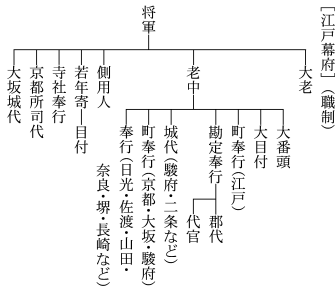 ［江戸幕府］（職制）
将軍
大老
老中
側用人
若年寄
目付
寺社奉行
京都所司代
大坂城代
大番頭
大目付
町奉行（江戸）
勘定奉行
郡代
代官
城代（駿府・二条など）
町奉行（京都・大坂・駿府）
奉行（日光・佐渡・山田・
奈良・堺・長崎など）